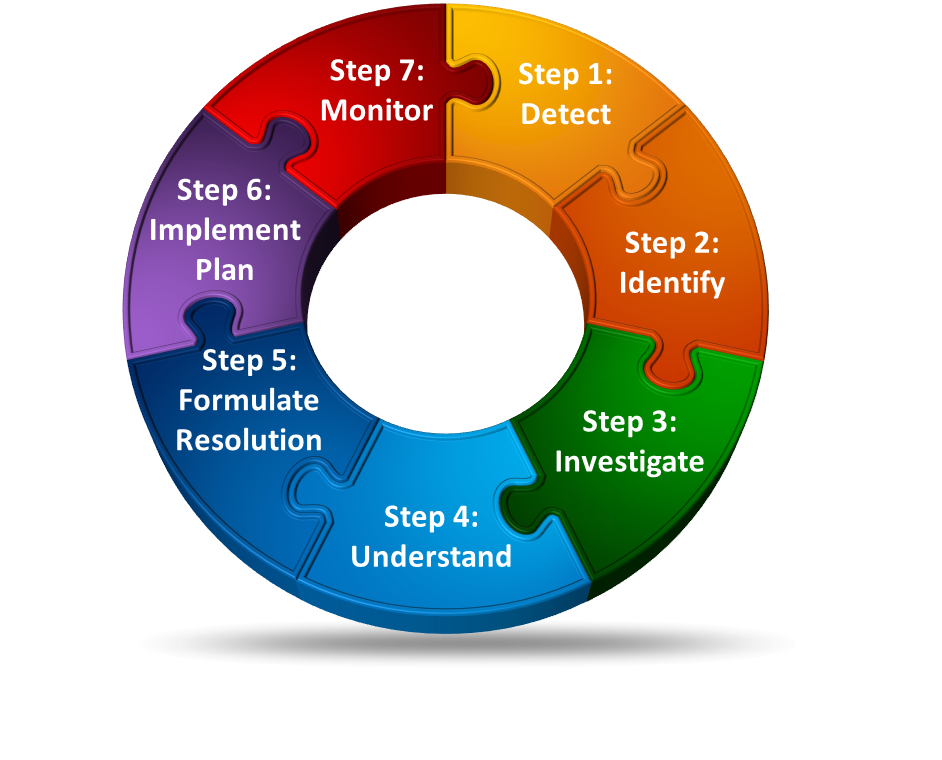 Step 1:
Detect
Step 2:
Identify
Step 3:
Investigate
Step 4:
Understand
Step 5:
Formulate
Resolution
Step 6:
Implement
Plan
Step 7:
Monitor